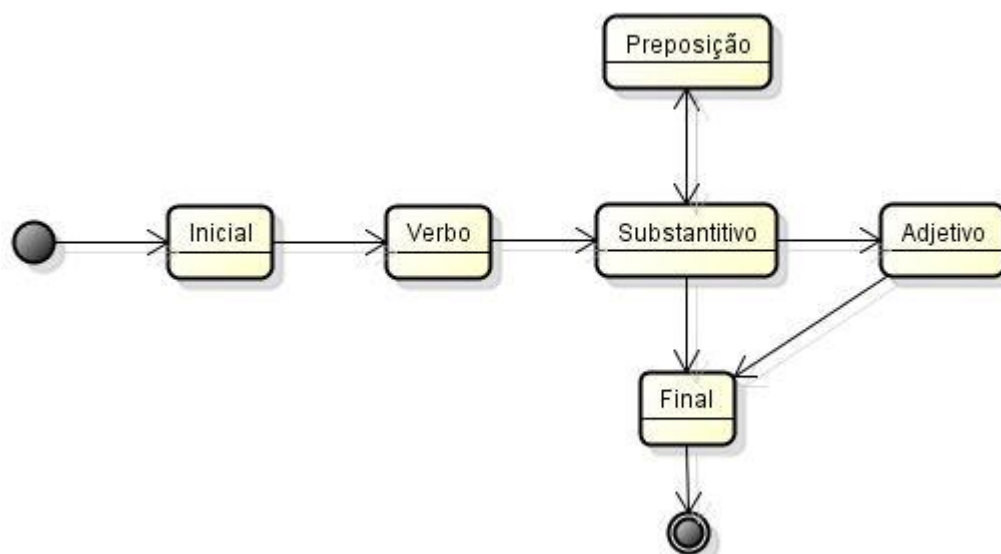 Preposição
Inicial
Verbo
Substantitivo
Adjetivo
Final